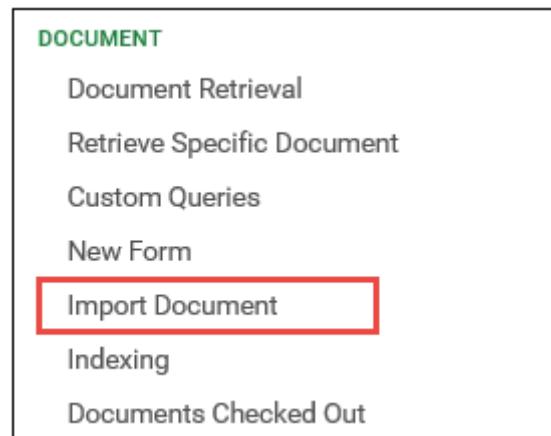 DOCUMENT
Document Retrieval
Retrieve Specific Document
Custom Queries
New Form
Import Document
Indexing
Documents Checked Out